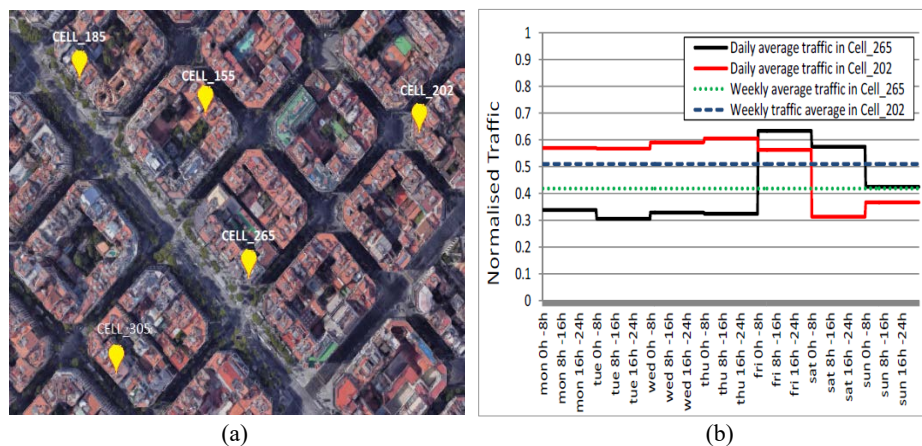 CELL_185
CELL_155
CELL_202
CELL_265
CELL_305
(a)
Daily average traffic in Cell_265
Daily average traffic in Cell_202
Weekly average traffic in Cell_265
Weekly traffic average in Cell_202
Normalised Traffic
1
0.9
0.8
0.7
0.6
0.5
0.4
0.3
0.2
0.1
0
mon 0h -8h
mon 8h -16h
mon 16h -24h
tue 0h -8h
tue 8h -16h
tue 16h -24h
wed 0h -8h
wed 8h -16h
wed 16h -24h
thu 0h -8h
thu 8h -16h
thu 16h -24h
fri 0h -8h
fri 8h -16h
fri 16h -24h
sat 0h -8h
sat 8h -16h
sat 16h -24h
sun 0h -8h
sun 8h -16h
sun 16h -24h
(b)